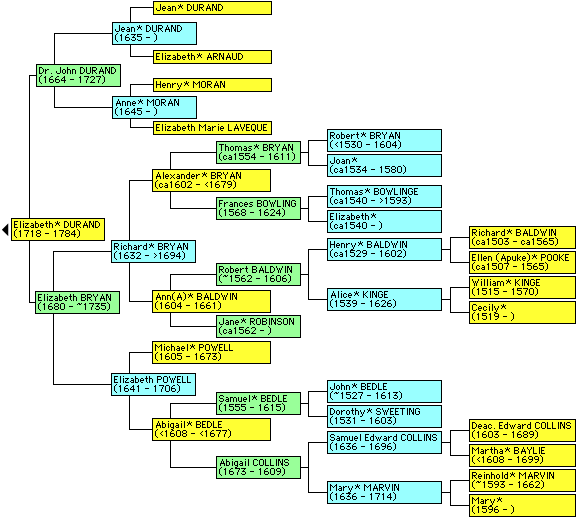 Jean* DURAND
Jean* DURAND
(1635 - )
Elizabeth* ARNAUD
Dr. John DURAND
(1664 - 1727)
Henry* MORAN
Anne* MORAN
(1645 - )
Elizabeth Marie LAVEQUE
Elizabeth* DURAND
(1718 - 1784)
Robert* BRYAN
(<1530 - 1604)
Thomas* BRYAN
(ca1554 - 1611)
Joan*
(ca1534 - 1580)
Alexander* BRYAN
(ca1602 - <1679)
Thomas* BOWLINGE
(ca1540 - >1593)
Frances BOWLING
(1568 - 1624)
Elizabeth*
(ca1540 - )
Richard* BRYAN
(1632 - >1694)
Richard* BALDWIN
(ca1503 - ca1565)
Henry* BALDWIN
(ca1529 - 1602)
Ellen (Apuke)* POOKE
(ca1507 - 1565)
Robert BALDWIN
(~1562 - 1606)
William* KINGE
(1515 - 1570)
Alice* KINGE
(1539 - 1626)
Cecily*
(1519 - )
Ann(A)* BALDWIN
(1604 - 1661)
Jane* ROBINSON
(ca1562 - )
Elizabeth BRYAN
(1680 - ~1735)
Michael* POWELL
(1605 - 1673)
Elizabeth POWELL
(1641 - 1706)
John* BEDLE
(~1527 - 1613)
Samuel* BEDLE
(1555 - 1615)
Dorothy* SWEETING
(1531 - 1603)
Abigail* BEDLE
(<1608 - <1677)
Deac. Edward COLLINS
(1603 - 1689)
Samuel Edward COLLINS
(1636 - 1696)
Martha* BAYLIE
(<1608 - 1699)
Abigail COLLINS
(1673 - 1609)
Reinhold* MARVIN
(~1593 - 1662)
Mary* MARVIN
(1636 - 1714)
Mary*
(1596 - )